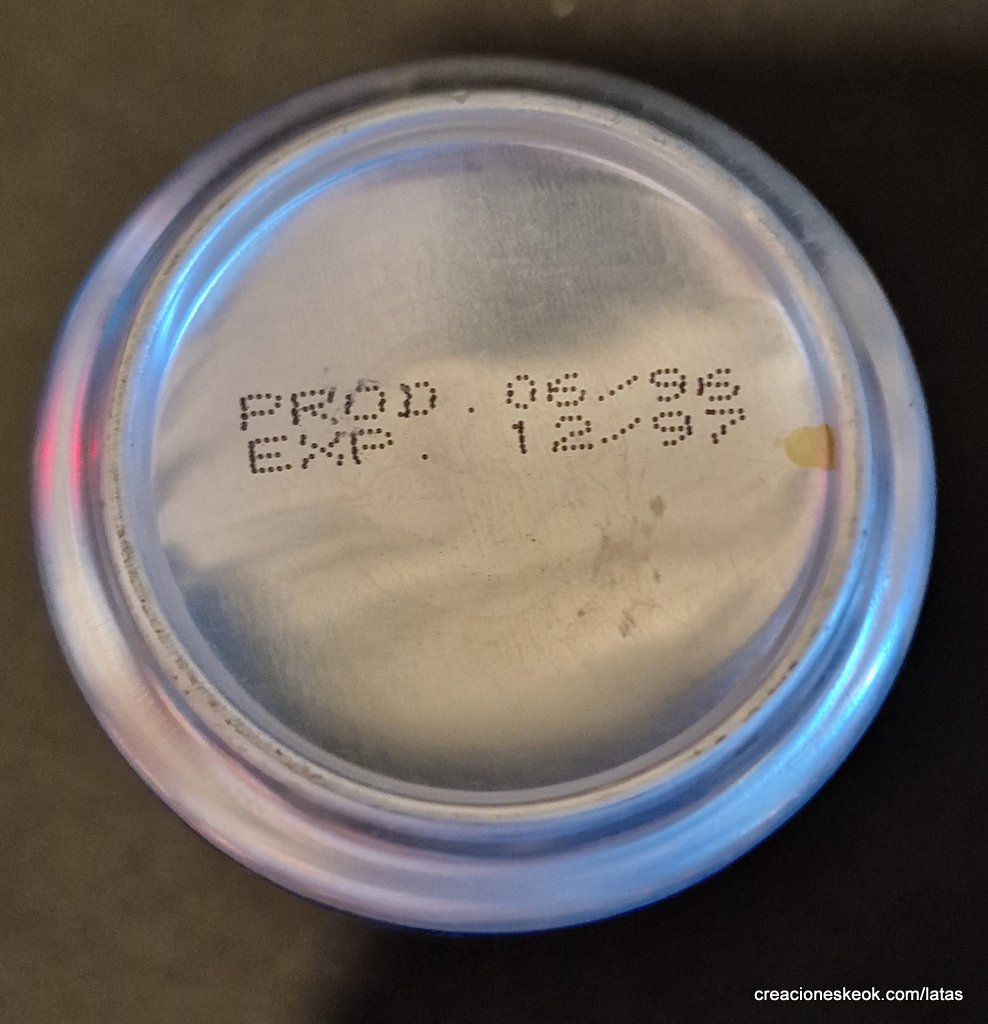 PROD. 06/96
EXP. 12/97
creacioneskeok.com/latas